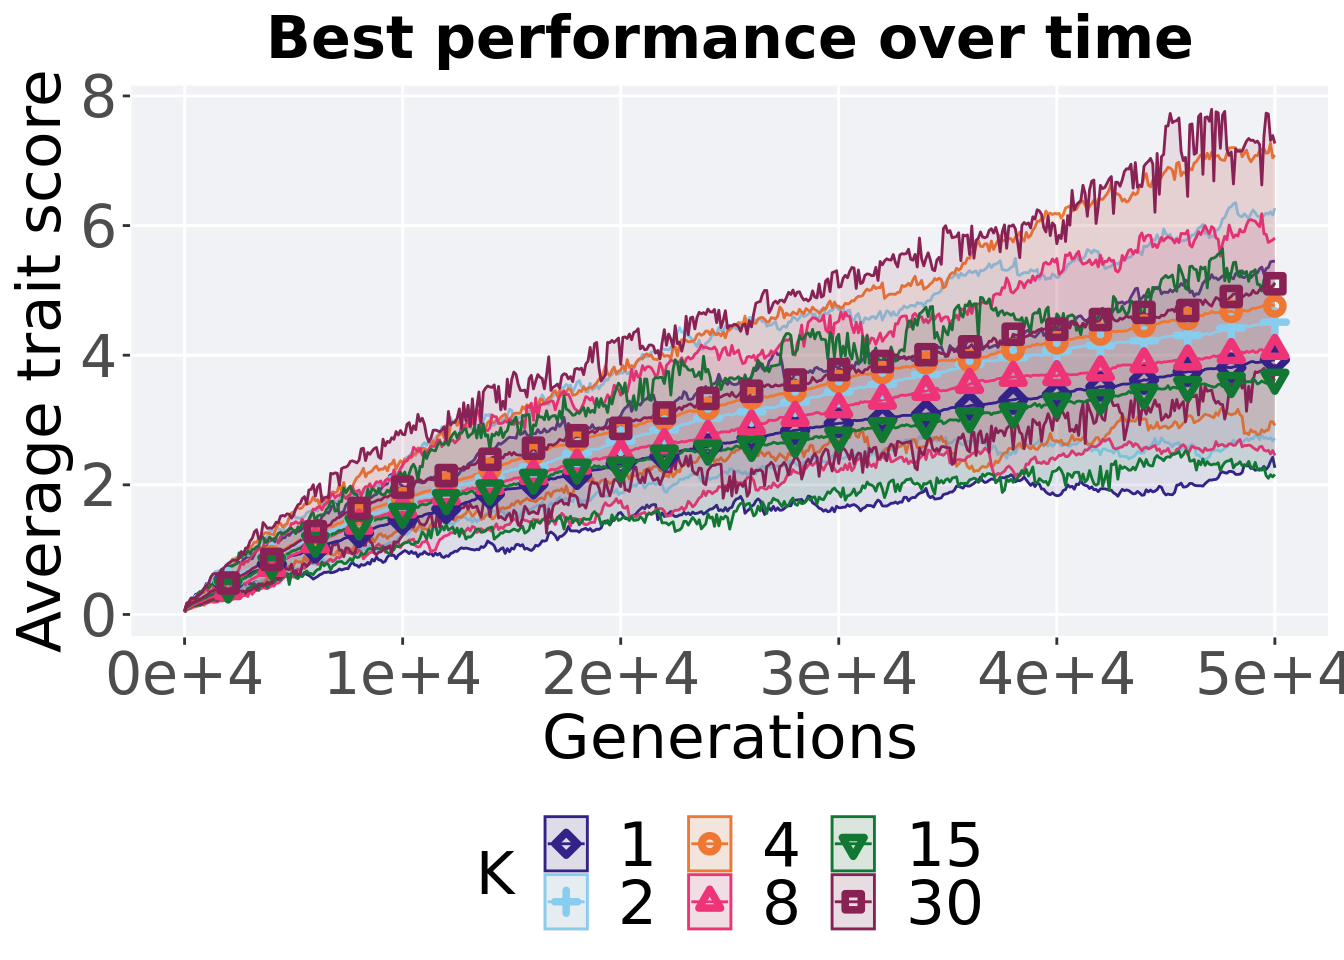 Best performance over time
Average trait score
8
6
4
2
0
0e+4 1e+4 2e+4 3e+4 4e+4 5e+4
Generations
K
1 4 15
2 8 30